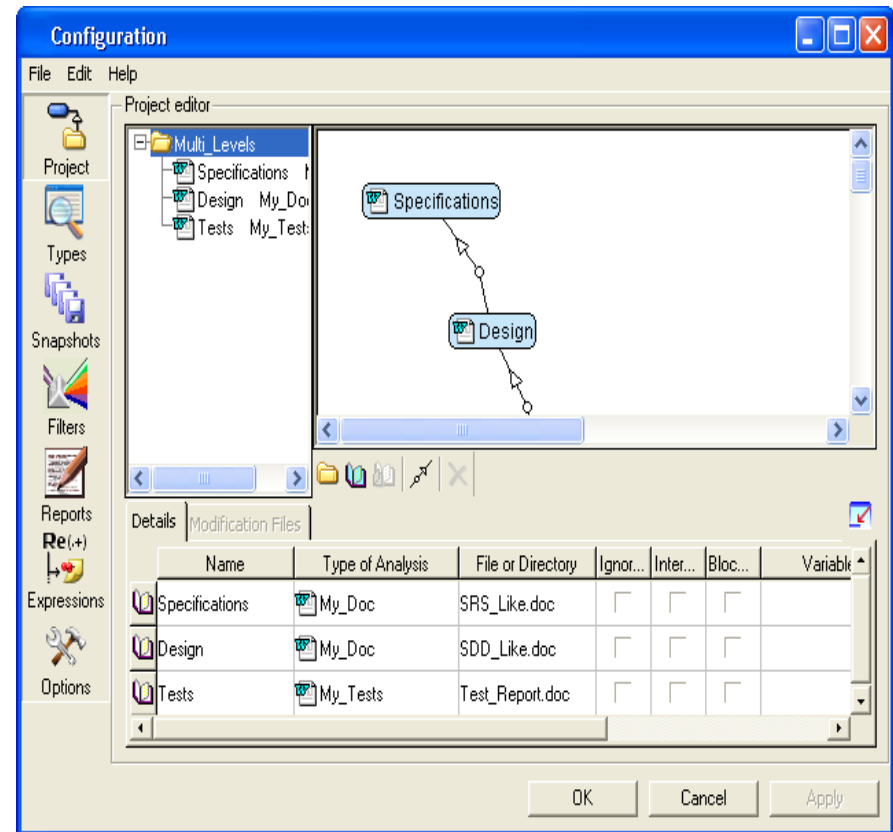 Configuration
File Edit Help
Project editor
Project
Types
Snapshots
Filters
Reports
Re(.+)
Expressions
Options
Multi_Levels
Specifications
Design My_Do
Tests My_Test
Specifications
Design
Details Modification Files
Name Type of Analysis File or Directory Ignor... Inter... Bloc... Variable
Specifications My_Doc SRS_Like.doc
Design My_Doc SDD_Like.doc
Tests My_Tests Test_Report.doc
OK Cancel Apply